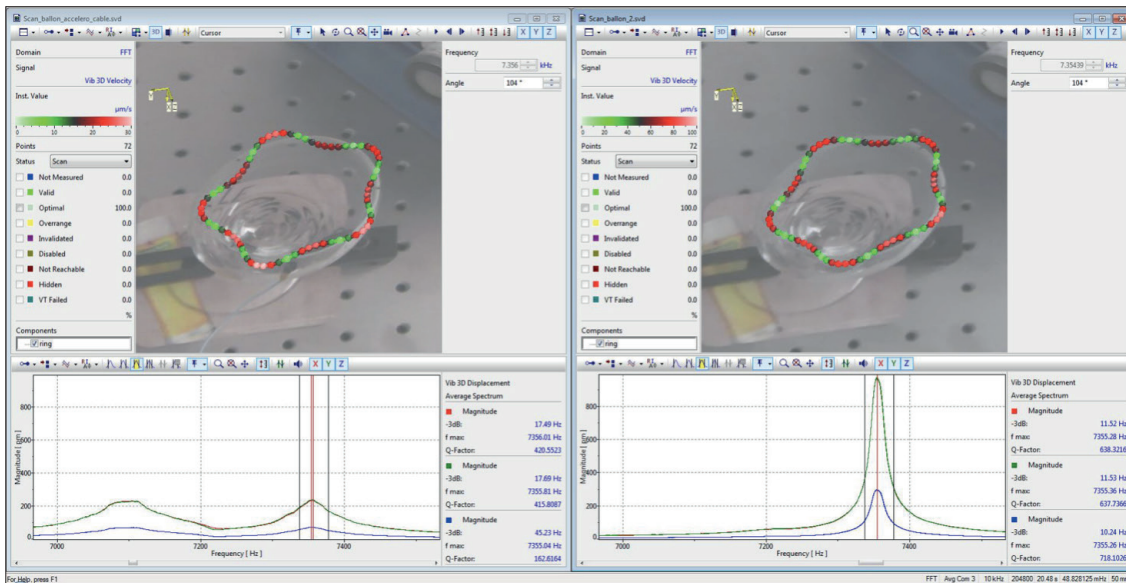 Scan_ballon_accelero_cable.svd
Cursor
X Y Z
Domain FFT
Signal
Vib 3D Velocity
Inst. Value
µm/s
0 10 20 30
Points 72
Status Scan
Not Measured 0.0
Valid 0.0
Optimal 100.0
Overrange 0.0
Invalidated 0.0
Disabled 0.0
Not Reachable 0.0
Hidden 0.0
VT Failed 0.0
%
Components
ring
Frequency
7.356 kHz
Angle 104 °
X Y Z
Magnitude [ pm ]
800
600
400
200
0
7000 7200 7400
Frequency [ Hz ]
Vib 3D Displacement
Average Spectrum
Magnitude
-3dB: 17.49 Hz
f max: 7356.01 Hz
Q-Factor: 420.5523
Magnitude
-3dB: 17.69 Hz
f max: 7355.81 Hz
Q-Factor: 415.8087
Magnitude
-3dB: 45.23 Hz
f max: 7355.04 Hz
Q-Factor: 162.6164
Scan_ballon_2.svd
Cursor
X Y Z
Domain FFT
Signal
Vib 3D Velocity
Inst. Value
µm/s
0 20 40 60 80 100
Points 72
Status Scan
Not Measured 0.0
Valid 0.0
Optimal 100.0
Overrange 0.0
Invalidated 0.0
Disabled 0.0
Not Reachable 0.0
Hidden 0.0
VT Failed 0.0
%
Components
ring
Frequency
7.35439 kHz
Angle 104 °
X Y Z
Magnitude [ pm ]
800
600
400
200
0
7000 7200 7400
Frequency [ Hz ]
Vib 3D Displacement
Average Spectrum
Magnitude
-3dB: 11.52 Hz
f max: 7355.28 Hz
Q-Factor: 638.3216
Magnitude
-3dB: 11.53 Hz
f max: 7355.36 Hz
Q-Factor: 637.7366
Magnitude
-3dB: 10.24 Hz
f max: 7355.26 Hz
Q-Factor: 718.1026
For Help, press F1
FFT Avg Com 3 10 kHz 204800 20.48 s 48.828125 mHz 50 m